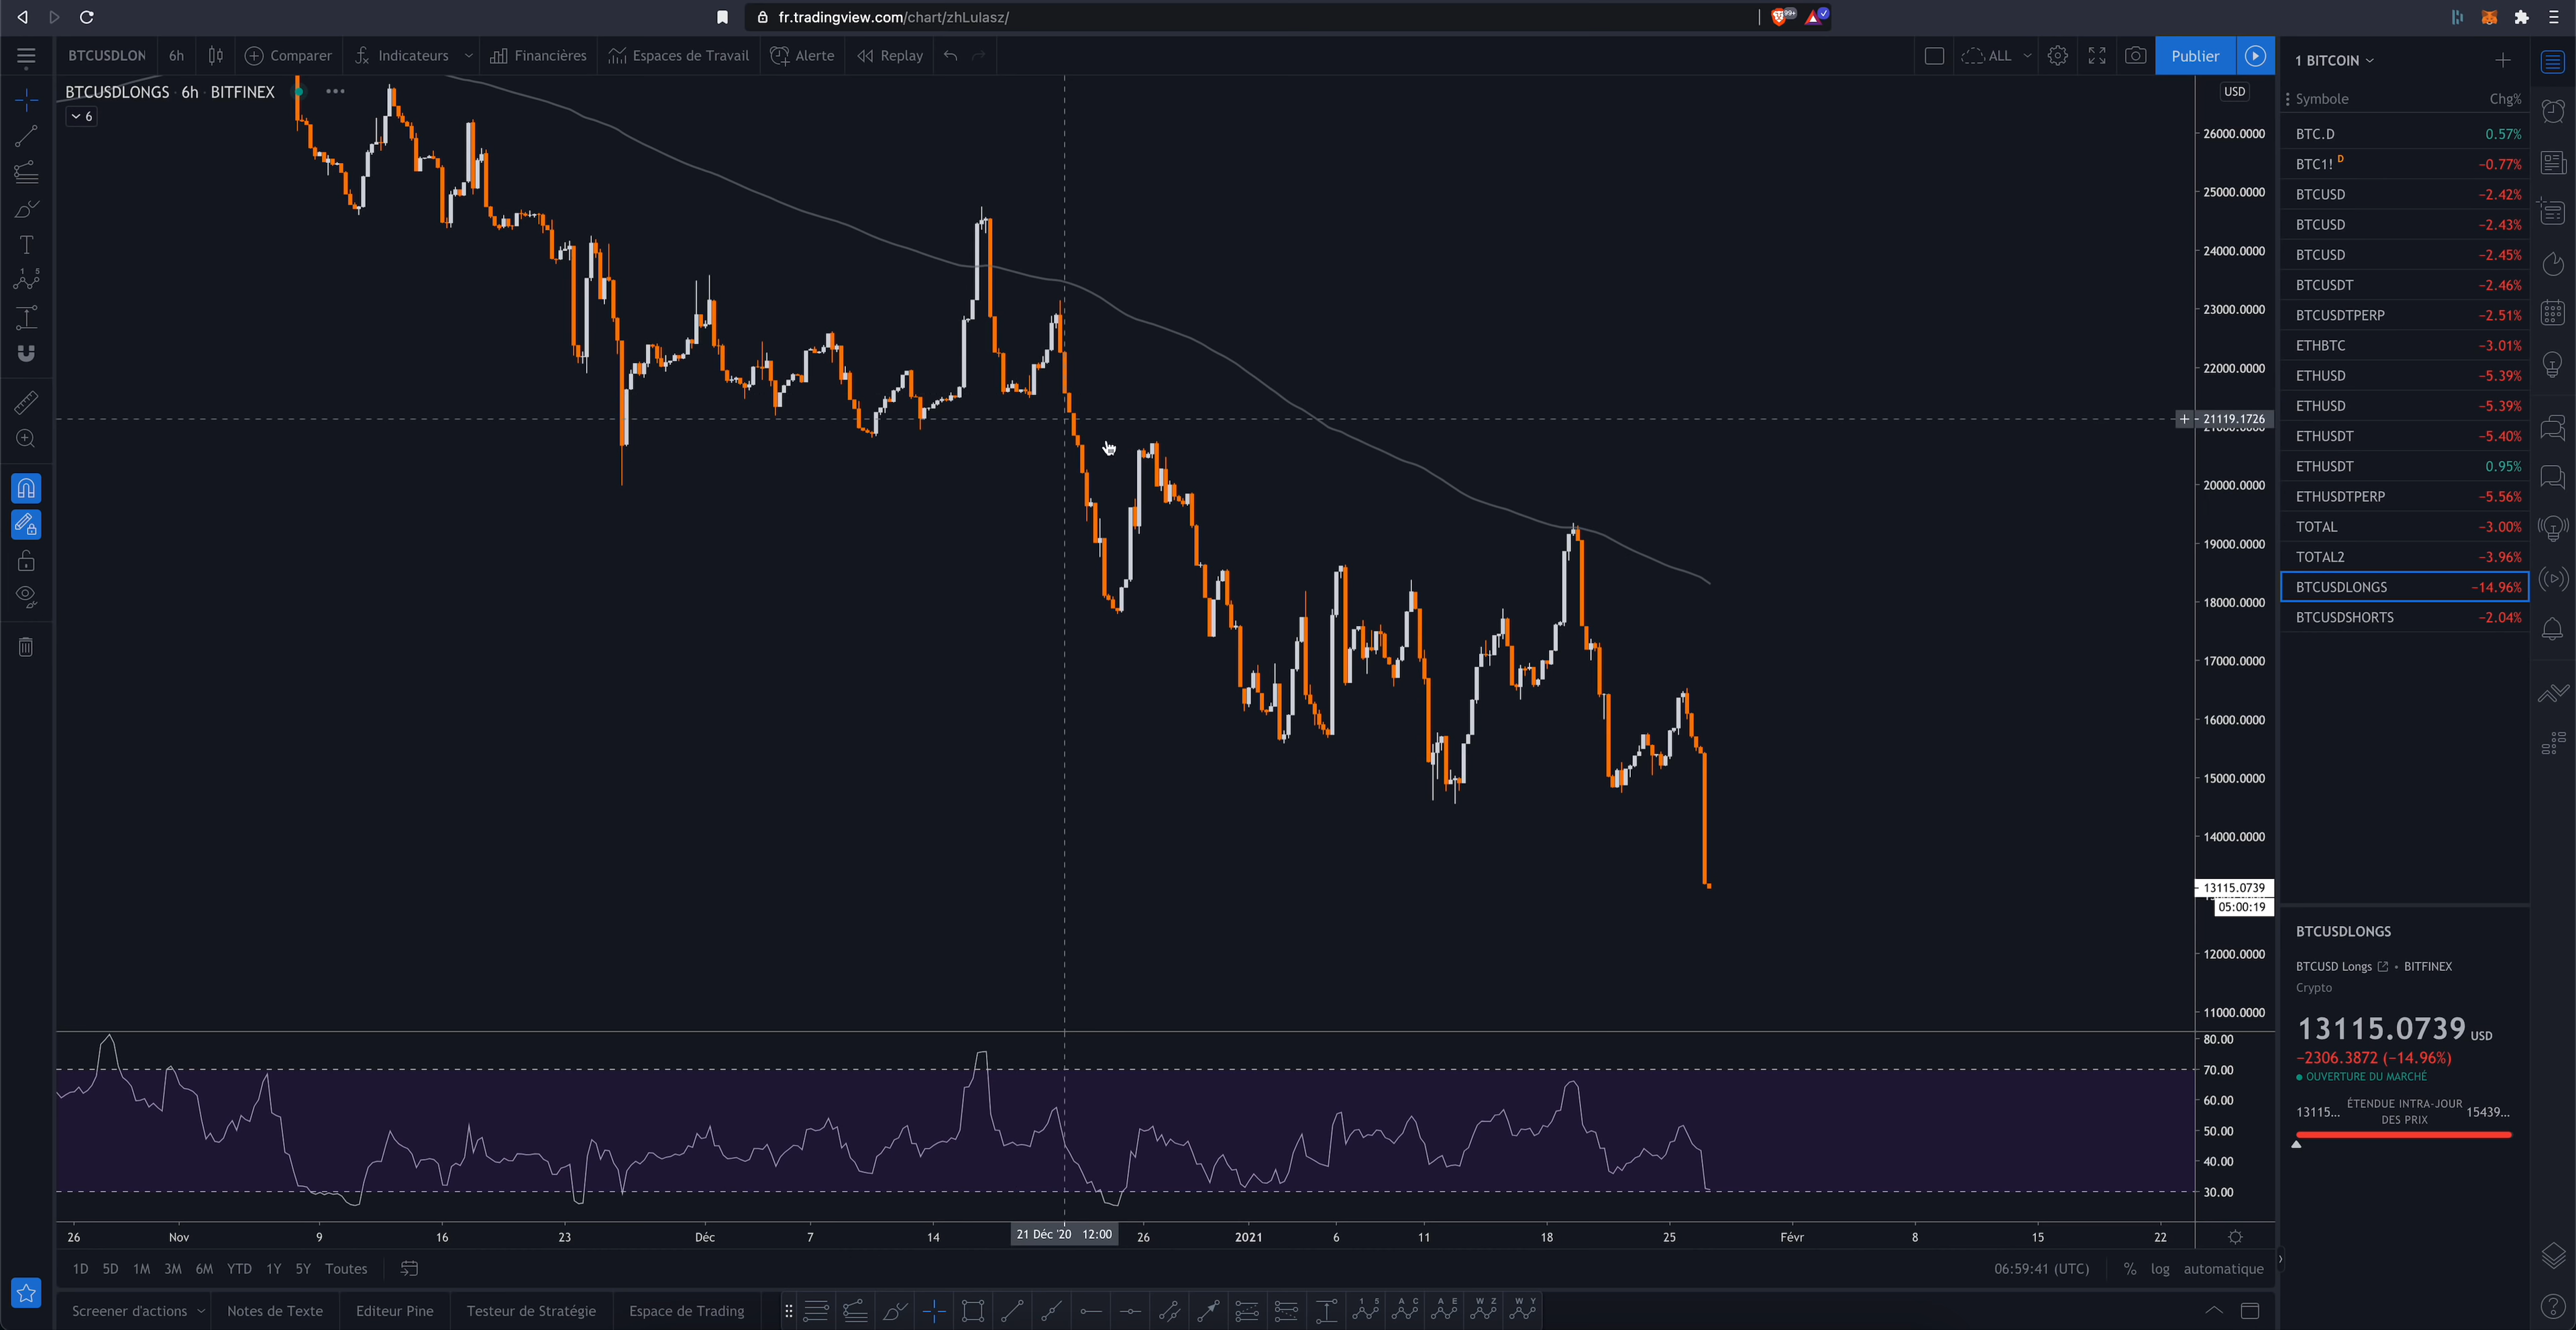 fr.tradingview.com/chart/zhLulasz/
99+
BTCUSDLON 6h Comparer Indicateurs Financières Espaces de Travail Alerte Replay ALL Publier
1 BITCOIN
BTCUSDLONGS · 6h · BITFINEX
6
USD
26000.0000
25000.0000
24000.0000
23000.0000
22000.0000
21119.1726
20000.0000
19000.0000
18000.0000
17000.0000
16000.0000
15000.0000
14000.0000
13115.0739
05:00:19
12000.0000
11000.0000
80.00
70.00
60.00
50.00
40.00
30.00
Symbole Chg%
BTC.D 0.57%
BTC1! D −0.77%
BTCUSD −2.42%
BTCUSD −2.43%
BTCUSD −2.45%
BTCUSDT −2.46%
BTCUSDTPERP −2.51%
ETHBTC −3.01%
ETHUSD −5.39%
ETHUSD −5.39%
ETHUSDT −5.40%
ETHUSDT 0.95%
ETHUSDTPERP −5.56%
TOTAL −3.00%
TOTAL2 −3.96%
BTCUSDLONGS −14.96%
BTCUSDSHORTS −2.04%
BTCUSDLONGS
BTCUSD Longs • BITFINEX
Crypto
13115.0739 USD
−2306.3872 (−14.96%)
OUVERTURE DU MARCHÉ
13115... ÉTENDUE INTRA-JOUR DES PRIX 15439...
26 Nov 9 16 23 Déc 7 14 21 Déc '20 12:00 26 2021 6 11 18 25 Févr 8 15 22
1D 5D 1M 3M 6M YTD 1Y 5Y Toutes 06:59:41 (UTC) % log automatique
Screener d'actions Notes de Texte Editeur Pine Testeur de Stratégie Espace de Trading